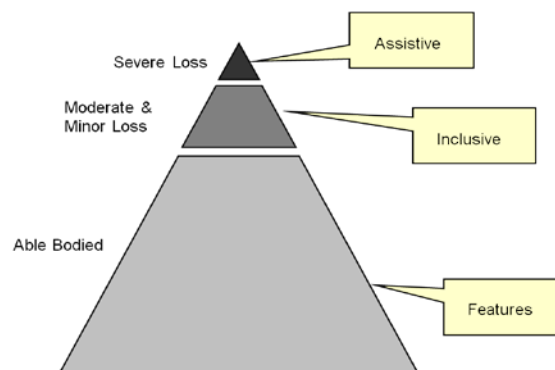 Assistive
Severe Loss
Moderate &
Minor Loss
Inclusive
Able Bodied
Features